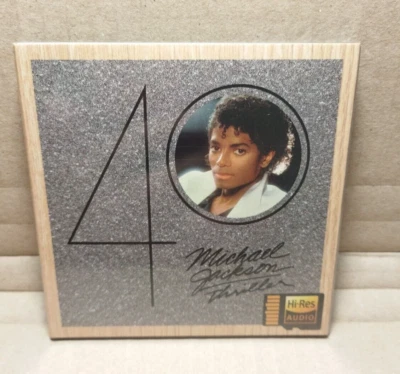 40
Michael
Jackson
Thriller
Hi-Res
AUDIO